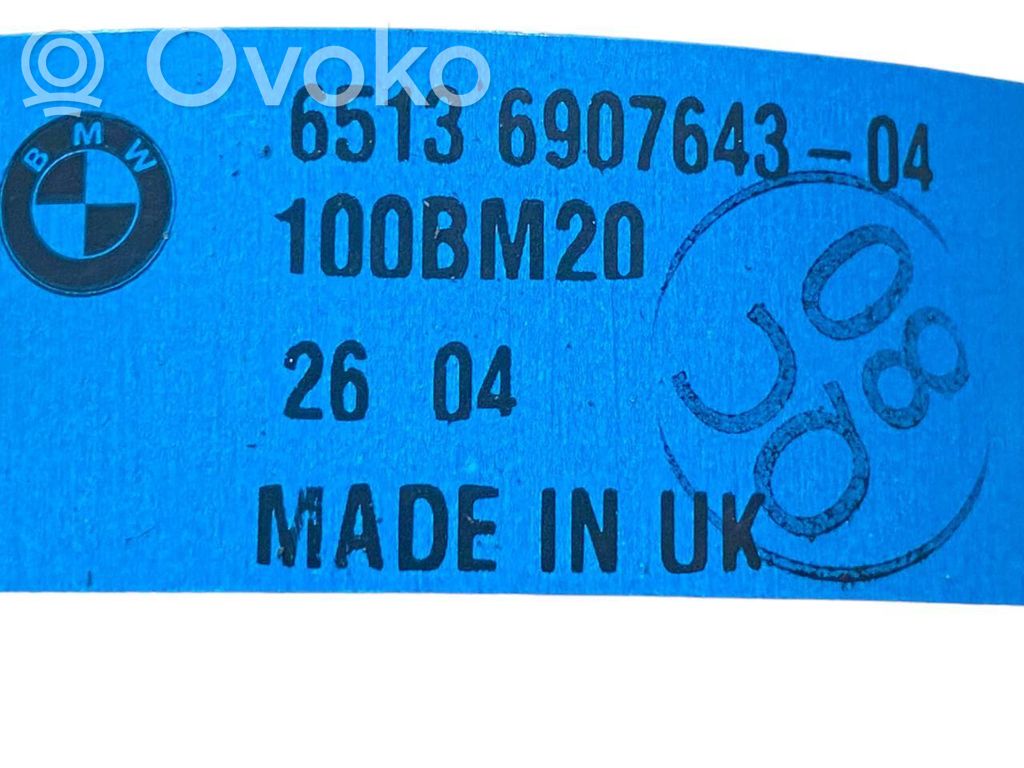 Ovoko
BMW
6513 6907643-04
100BM20
26 04
MADE IN UK